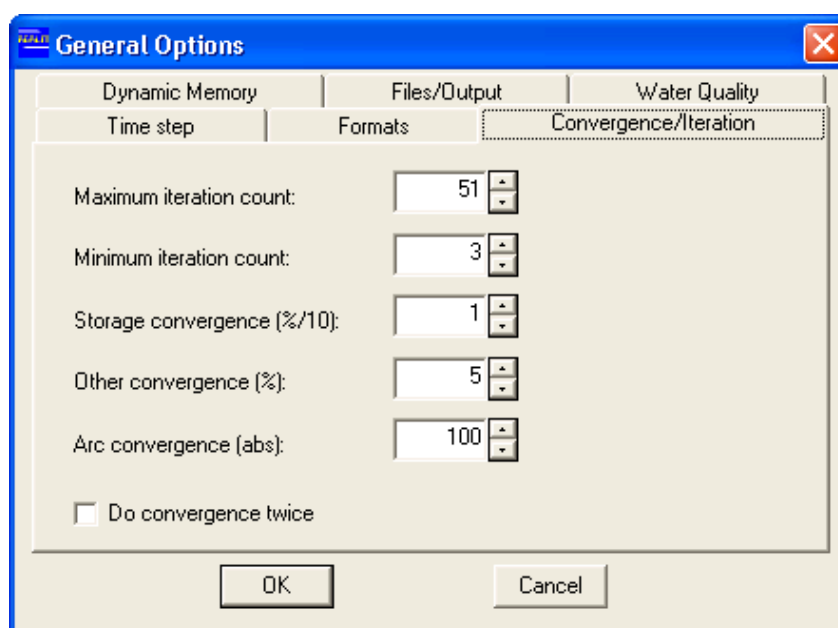 REALM General Options
Dynamic Memory Files/Output Water Quality
Time step Formats Convergence/Iteration
Maximum iteration count: 51
Minimum iteration count: 3
Storage convergence (%/10): 1
Other convergence (%): 5
Arc convergence (abs): 100
Do convergence twice
OK Cancel